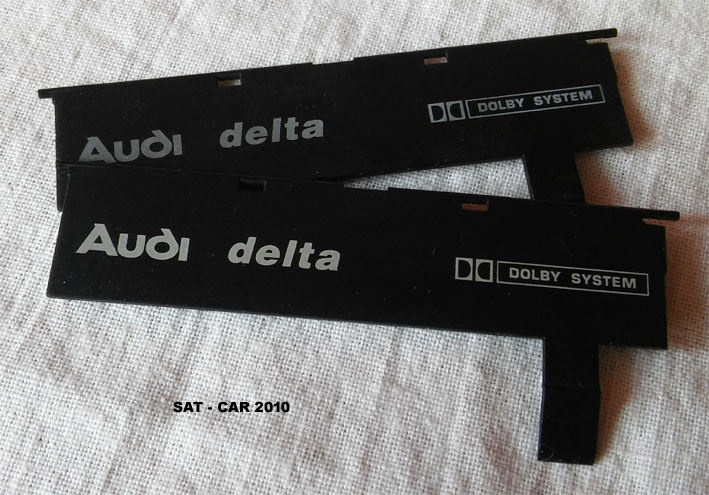 Audi delta DOLBY SYSTEM
Audi delta DOLBY SYSTEM
SAT - CAR 2010